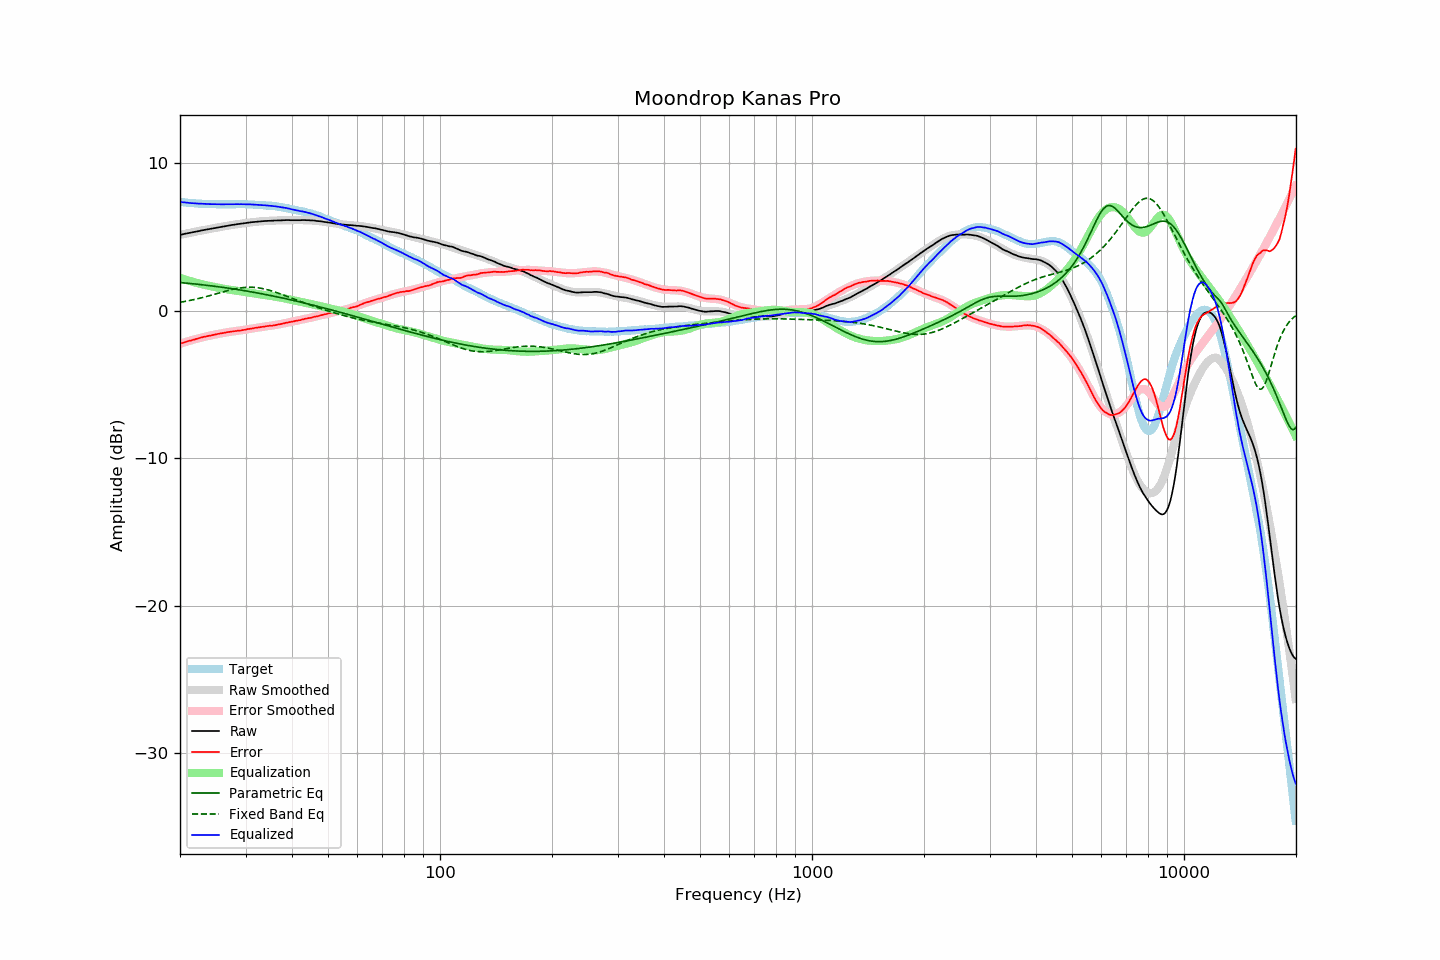 Moondrop Kanas Pro
10
0
−10
−20
−30
Amplitude (dBr)
Target
Raw Smoothed
Error Smoothed
Raw
Error
Equalization
Parametric Eq
Fixed Band Eq
Equalized
100
1000
10000
Frequency (Hz)